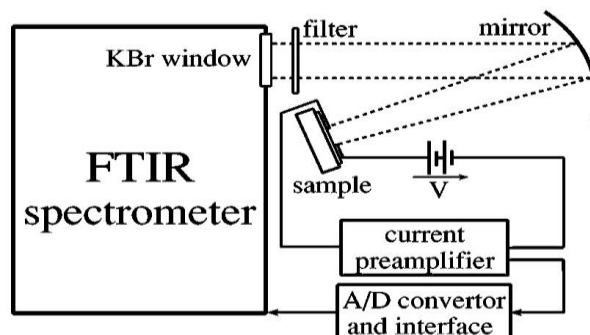 filter
mirror
KBr window
FTIR
spectrometer
sample
V
current
preamplifier
A/D convertor
and interface